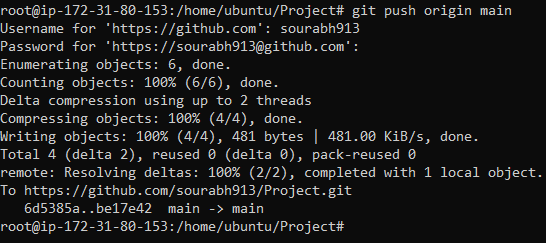 root@ip-172-31-80-153:/home/ubuntu/Project# git push origin main
Username for 'https://github.com': sourabh913
Password for 'https://sourabh913@github.com':
Enumerating objects: 6, done.
Counting objects: 100% (6/6), done.
Delta compression using up to 2 threads
Compressing objects: 100% (4/4), done.
Writing objects: 100% (4/4), 481 bytes | 481.00 KiB/s, done.
Total 4 (delta 2), reused 0 (delta 0), pack-reused 0
remote: Resolving deltas: 100% (2/2), completed with 1 local object.
To https://github.com/sourabh913/Project.git
   6d5385a..be17e42  main -> main
root@ip-172-31-80-153:/home/ubuntu/Project#